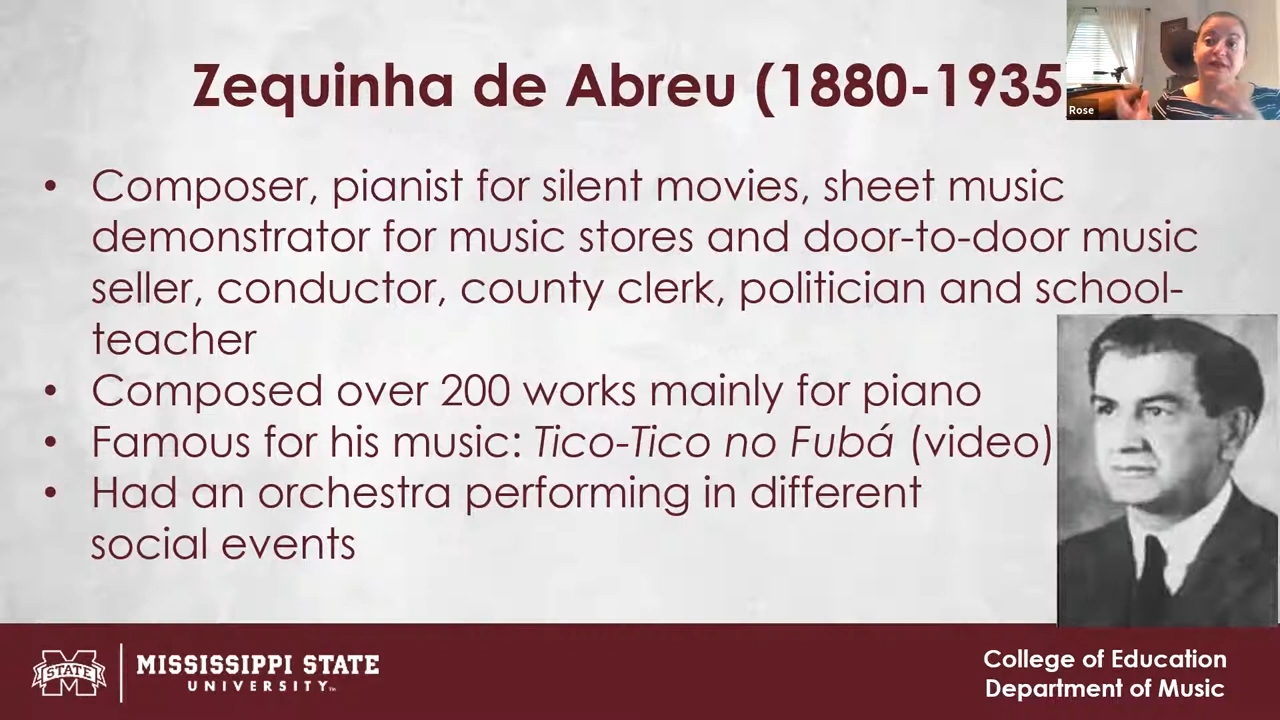 Zequinha de Abreu (1880-1935
Rose
• Composer, pianist for silent movies, sheet music
demonstrator for music stores and door-to-door music
seller, conductor, county clerk, politician and school-
teacher
• Composed over 200 works mainly for piano
• Famous for his music: Tico-Tico no Fubá (video)
• Had an orchestra performing in different
social events
STATE
MISSISSIPPI STATE
UNIVERSITY™
College of Education
Department of Music